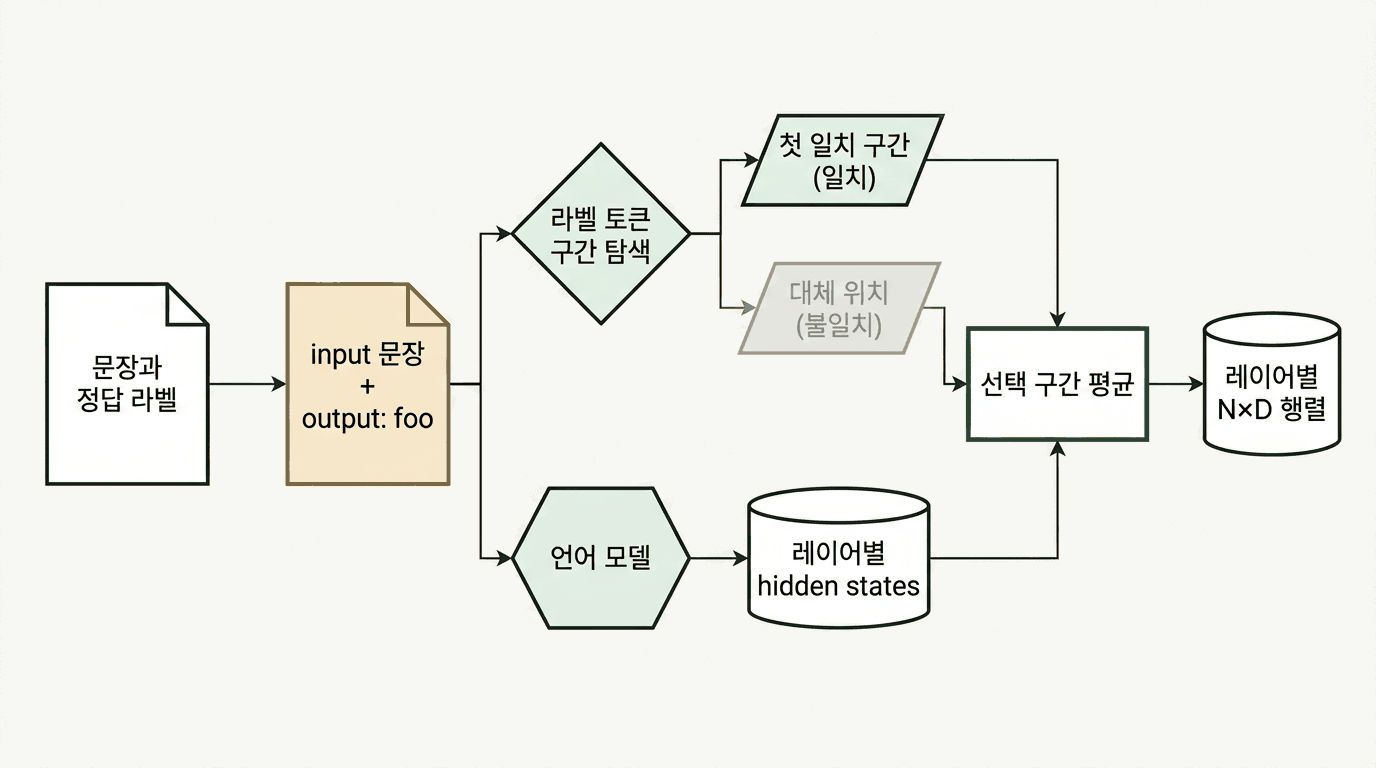 문장과
정답 라벨
input 문장
+
output: foo
라벨 토큰
구간 탐색
첫 일치 구간
(일치)
대체 위치
(불일치)
언어 모델
레이어별
hidden states
선택 구간 평균
레이어별
N×D 행렬